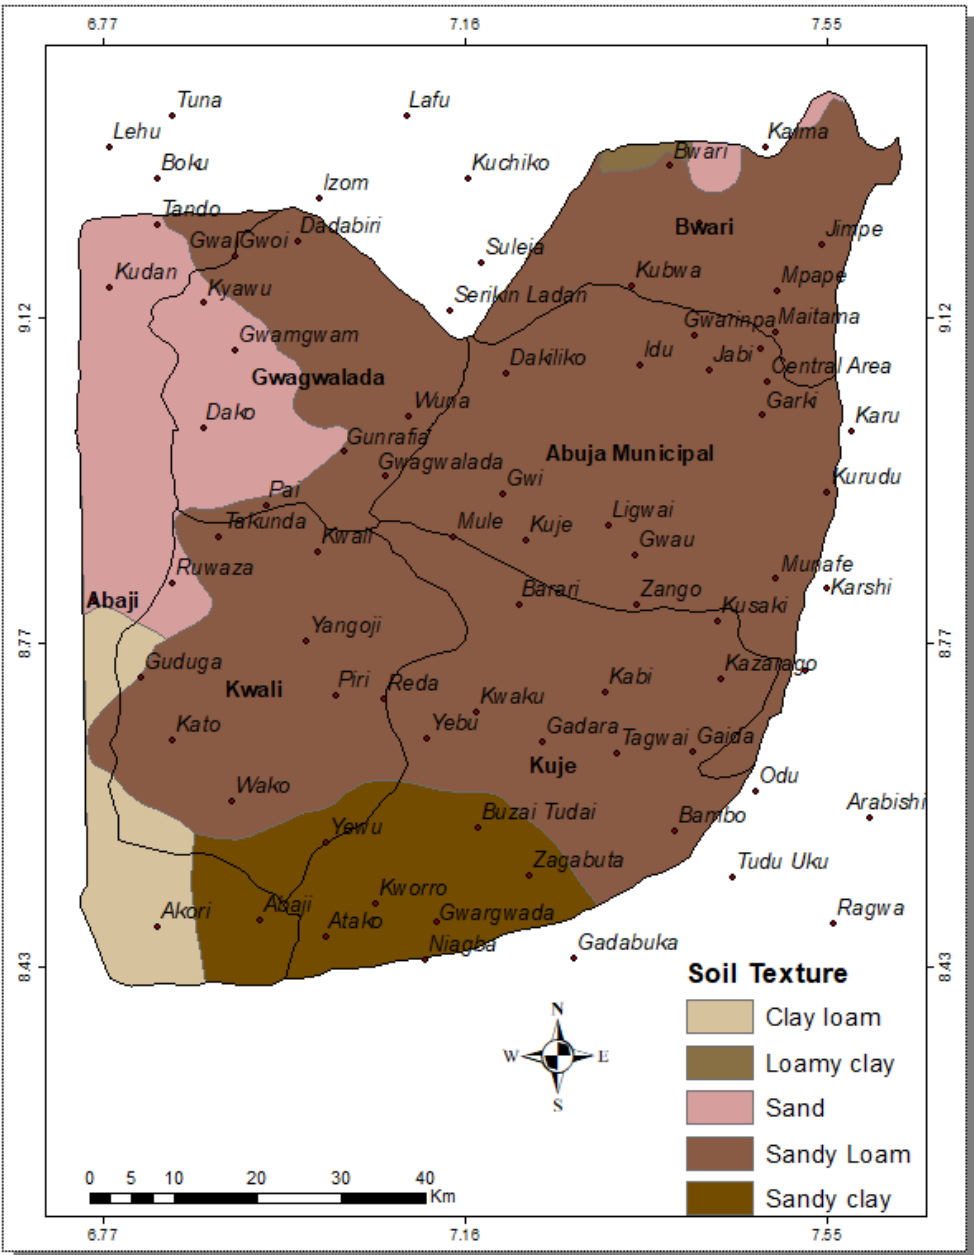 6.77 7.16 7.55
Tuna
Lafu
Lehu
Kaima
Boku
Kuchiko
Bwari
Izom
Tando
Dadabiri
Bwari
Jimpe
Gwal Gwoi
Suleja
Kudan
Kyawu
Kubwa
Mpape
Serikin Ladan
9.12 9.12
Gwarinpa
Maitama
Gwamgwam
Dakiliko
Idu
Jabi
Central Area
Gwagwalada
Dako
Wuna
Garki
Karu
Gunrafia
Abuja Municipal
Gwagwalada
Gwi
Kurudu
Pai
Takunda
Kwali
Mule
Kuje
Ligwai
Gwau
Ruwaza
Munafe
Abaji
Barari
Zango
Kusaki
Karshi
Yangoji
8.77 8.77
Guduga
Kwali
Piri
Reda
Kwaku
Kabi
Kazarago
Kato
Yebu
Gadara
Tagwai
Gaida
Kuje
Wako
Odu
Yewu
Buzai Tudai
Bambo
Arabishi
Zagabuta
Tudu Uku
Akori
Abaji
Kworro
Atako
Gwargwada
Ragwa
Niagba
Gadabuka
8.43 8.43
Soil Texture
Clay loam
Loamy clay
Sand
Sandy Loam
Sandy clay
N
W E
S
0 5 10 20 30 40
Km
6.77 7.16 7.55